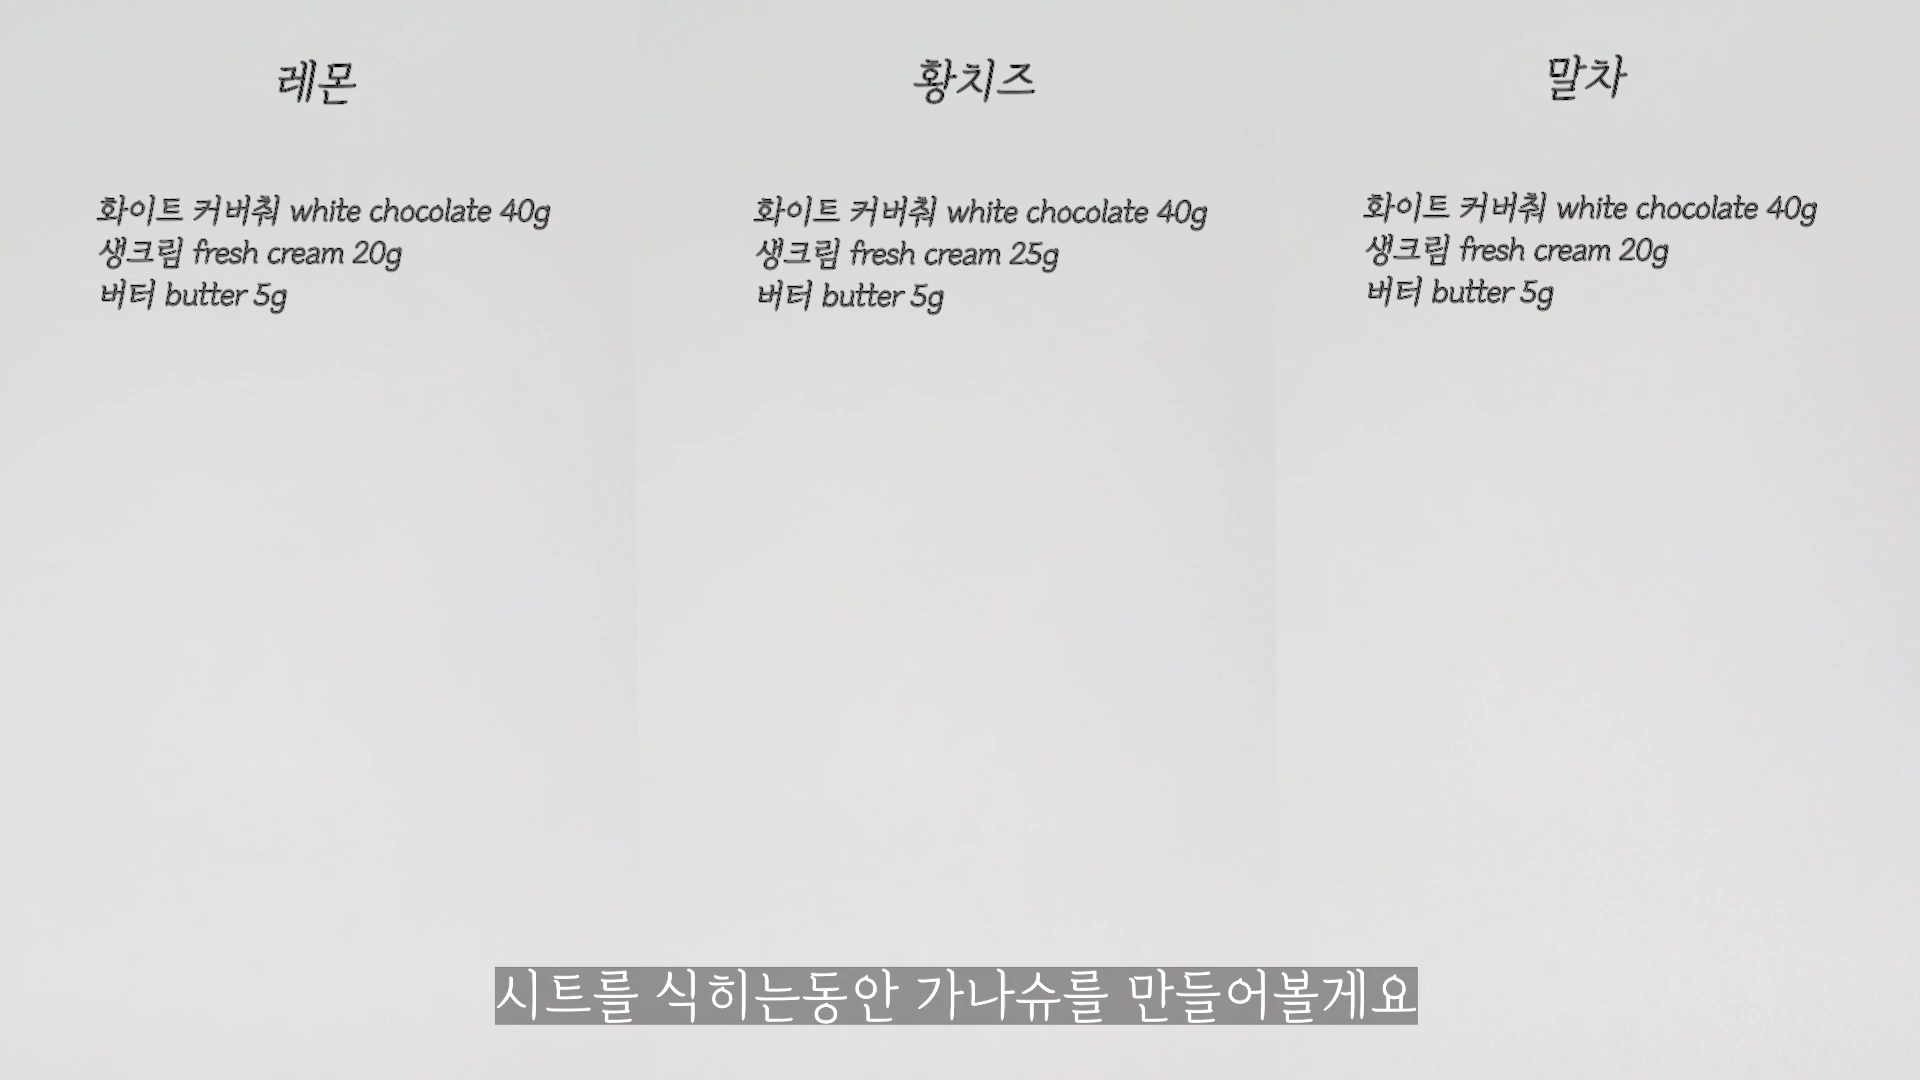 레몬
화이트 커버춰 white chocolate 40g
생크림 fresh cream 20g
버터 butter 5g
황치즈
화이트 커버춰 white chocolate 40g
생크림 fresh cream 25g
버터 butter 5g
말차
화이트 커버춰 white chocolate 40g
생크림 fresh cream 20g
버터 butter 5g
시트를 식히는동안 가나슈를 만들어볼게요